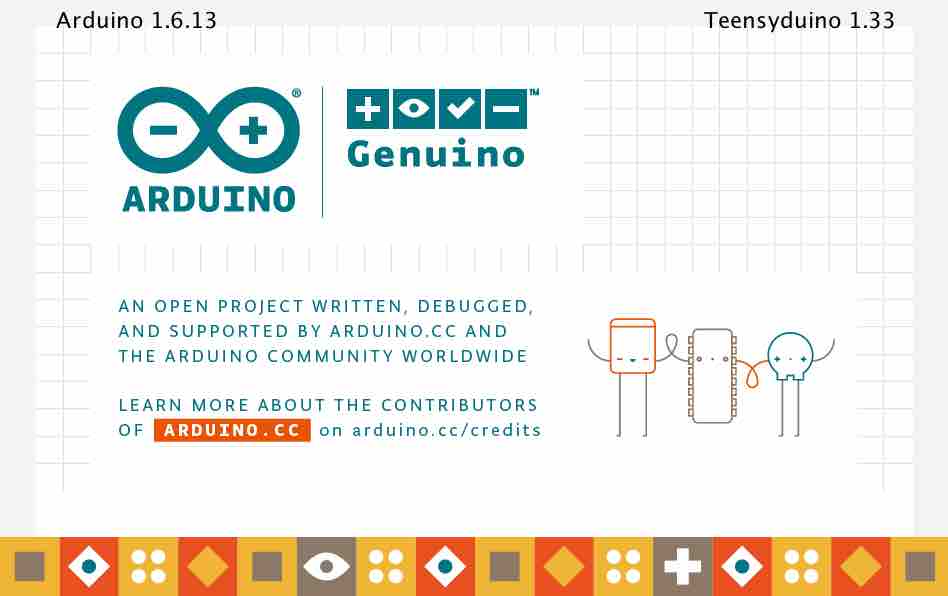 Arduino 1.6.13
Teensyduino 1.33
ARDUINO
®
™
Genuino
AN OPEN PROJECT WRITTEN, DEBUGGED,
AND SUPPORTED BY ARDUINO.CC AND
THE ARDUINO COMMUNITY WORLDWIDE
LEARN MORE ABOUT THE CONTRIBUTORS
OF ARDUINO.CC on arduino.cc/credits